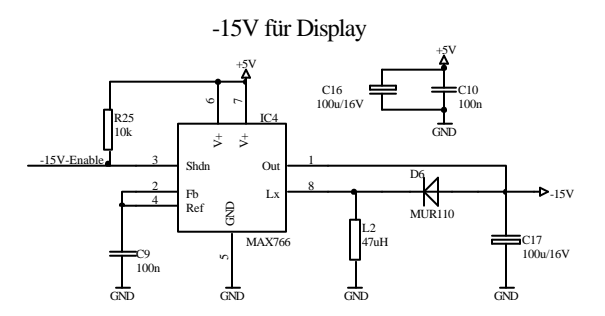 -15V für Display
+5V
+5V
C16
100u/16V
C10
100n
GND
R25
10k
6
7
IC4
V+
V+
-15V-Enable
3
Shdn
Out
1
2
Fb
4
Ref
Lx
8
D6
MUR110
-15V
GND
5
MAX766
L2
47uH
C9
100n
C17
100u/16V
GND
GND
GND
GND